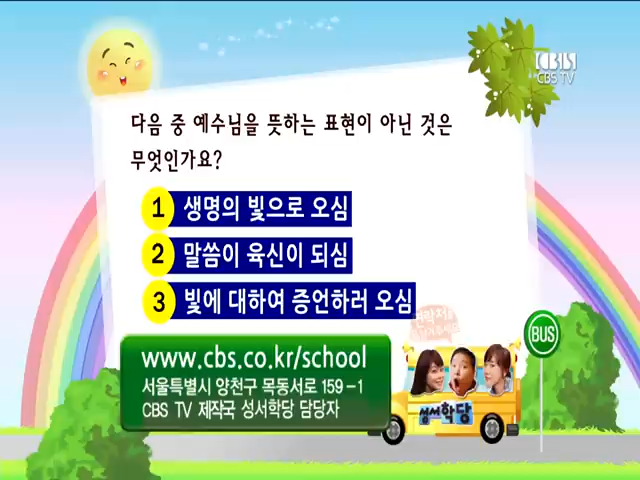 CBS
CBS TV
다음 중 예수님을 뜻하는 표현이 아닌 것은
무엇인가요?
1 생명의 빛으로 오심
2 말씀이 육신이 되심
3 빛에 대하여 증언하러 오심
www.cbs.co.kr/school
서울특별시 양천구 목동서로 159-1
CBS TV 제작국 성서학당 담당자
BUS
성서학당